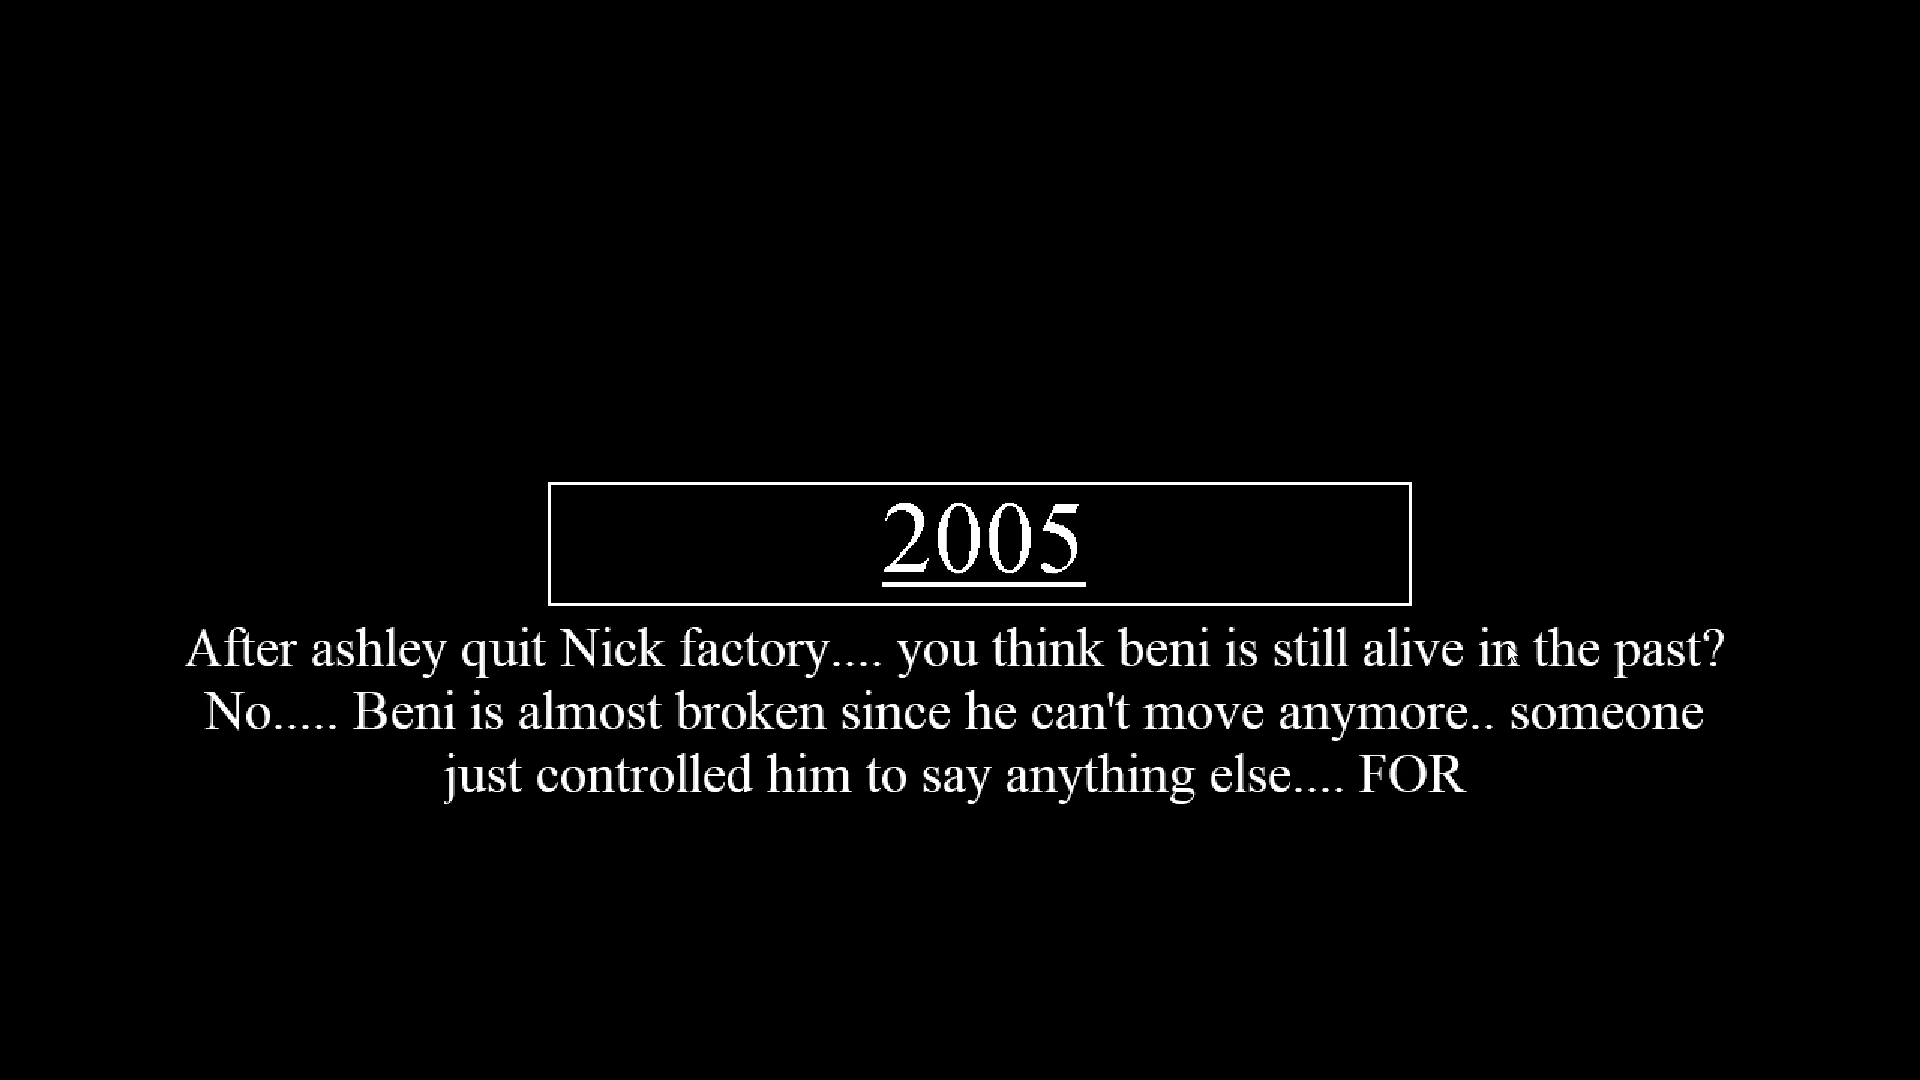 2005
After ashley quit Nick factory.... you think beni is still alive in the past?
No..... Beni is almost broken since he can't move anymore.. someone
just controlled him to say anything else.... FOR